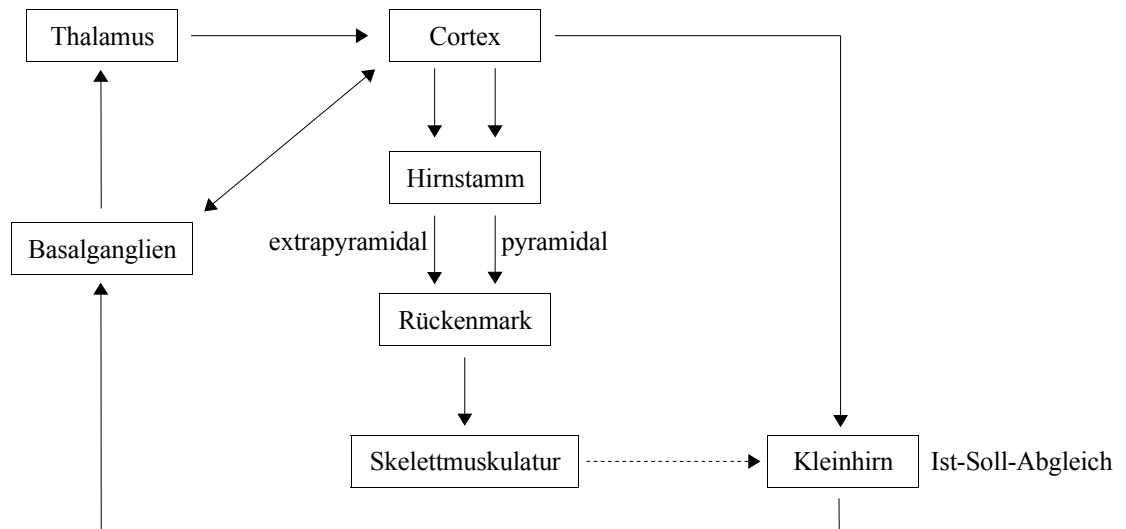 Thalamus
Cortex
Hirnstamm
Basalganglien
extrapyramidal
pyramidal
Rückenmark
Skelettmuskulatur
Kleinhirn
Ist-Soll-Abgleich